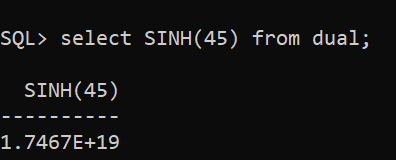 SQL> select SINH(45) from dual;
SINH(45)
----------
1.7467E+19